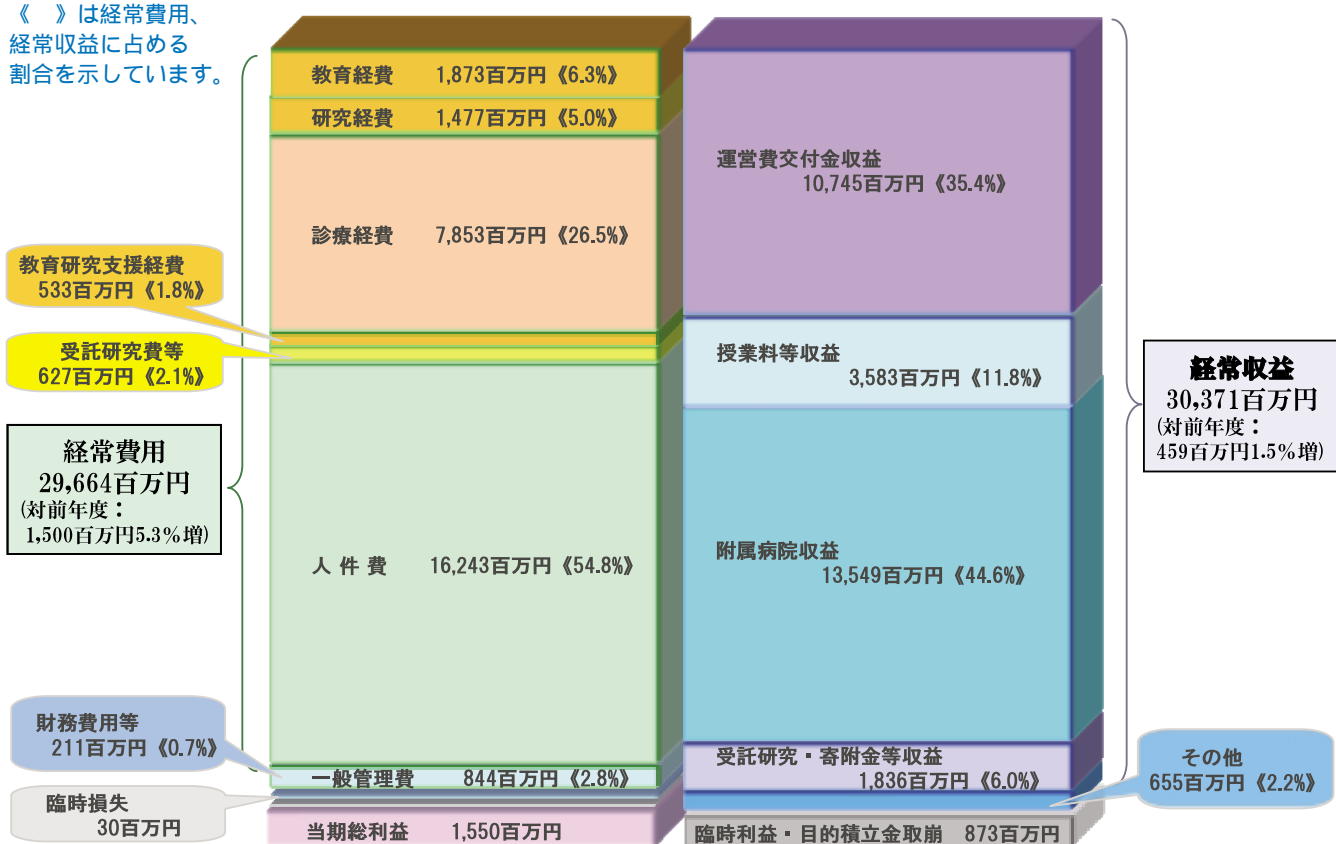 《　》は経常費用、
経常収益に占める
割合を示しています。
教育経費　1,873百万円《6.3%》
研究経費　1,477百万円《5.0%》
診療経費　7,853百万円《26.5%》
教育研究支援経費
533百万円《1.8%》
受託研究費等
627百万円《2.1%》
経常費用
29,664百万円
(対前年度：
1,500百万円5.3%増)
人 件 費　16,243百万円《54.8%》
財務費用等
211百万円《0.7%》
一般管理費　844百万円《2.8%》
臨時損失
30百万円
当期総利益　1,550百万円
運営費交付金収益
10,745百万円《35.4%》
授業料等収益
3,583百万円《11.8%》
附属病院収益
13,549百万円《44.6%》
受託研究・寄附金等収益
1,836百万円《6.0%》
臨時利益・目的積立金取崩　873百万円
経常収益
30,371百万円
(対前年度：
459百万円1.5%増)
その他
655百万円《2.2%》